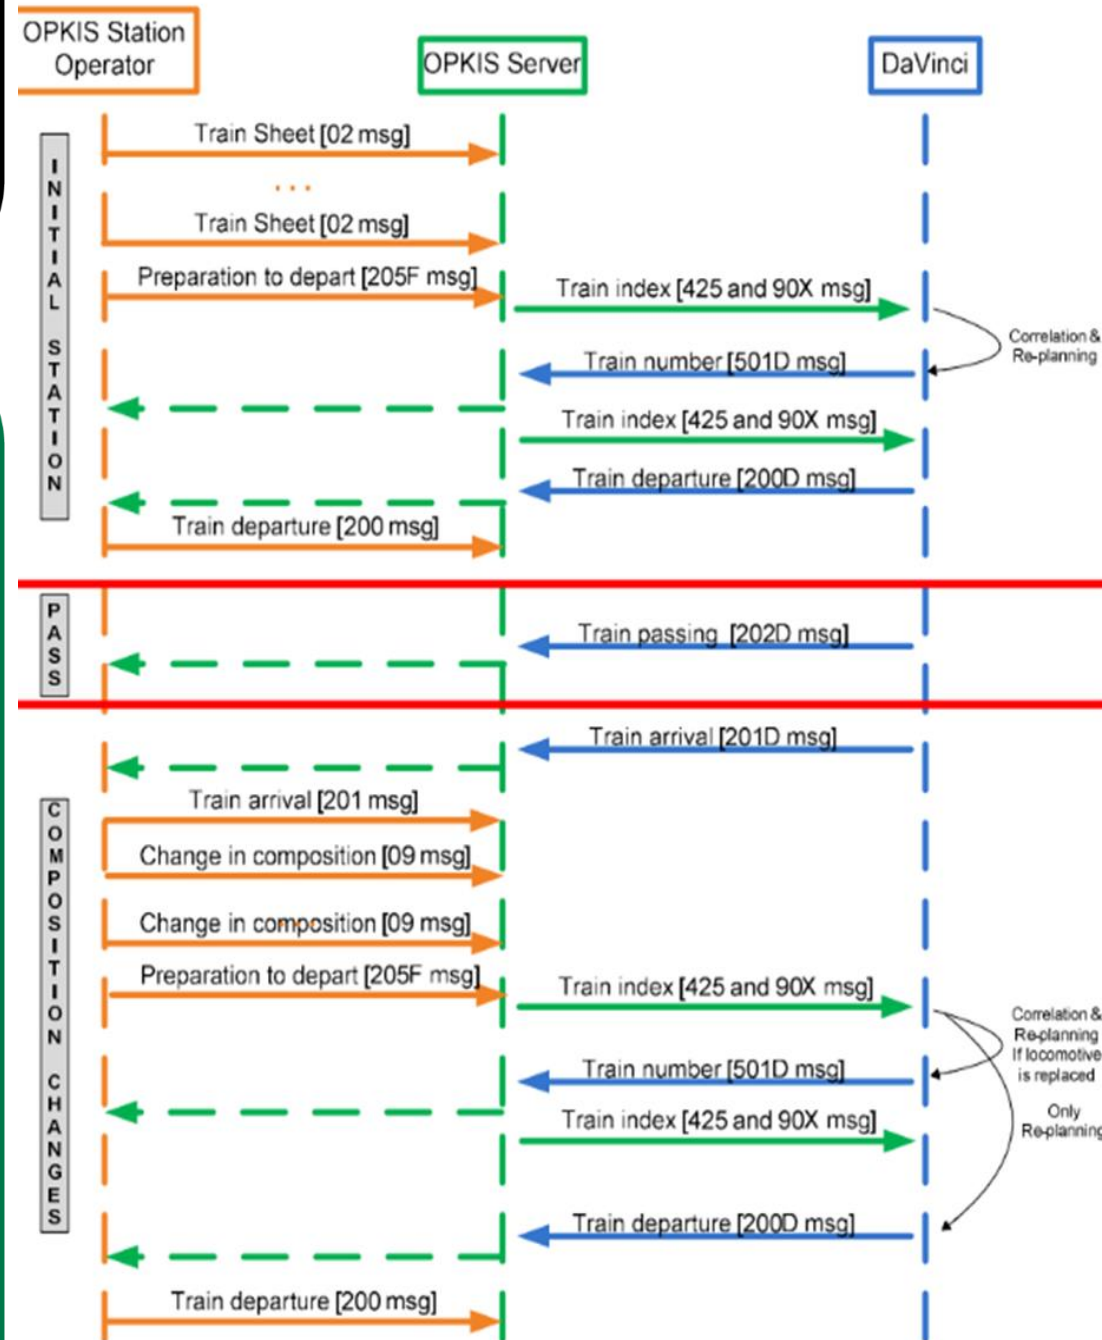 OPKIS Station
Operator
OPKIS Server
DaVinci
INITIAL STATION
Train Sheet [02 msg]
...
Train Sheet [02 msg]
Preparation to depart [205F msg]
Train index [425 and 90X msg]
Correlation &
Re-planning
Train number [501D msg]
Train index [425 and 90X msg]
Train departure [200D msg]
Train departure [200 msg]
PASS
Train passing [202D msg]
Train arrival [201D msg]
COMPOSITION CHANGES
Train arrival [201 msg]
Change in composition [09 msg]
...
Change in composition [09 msg]
Preparation to depart [205F msg]
Train index [425 and 90X msg]
Correlation &
Re-planning
If locomotive
is replaced
Train number [501D msg]
Only
Re-planning
Train index [425 and 90X msg]
Train departure [200D msg]
Train departure [200 msg]